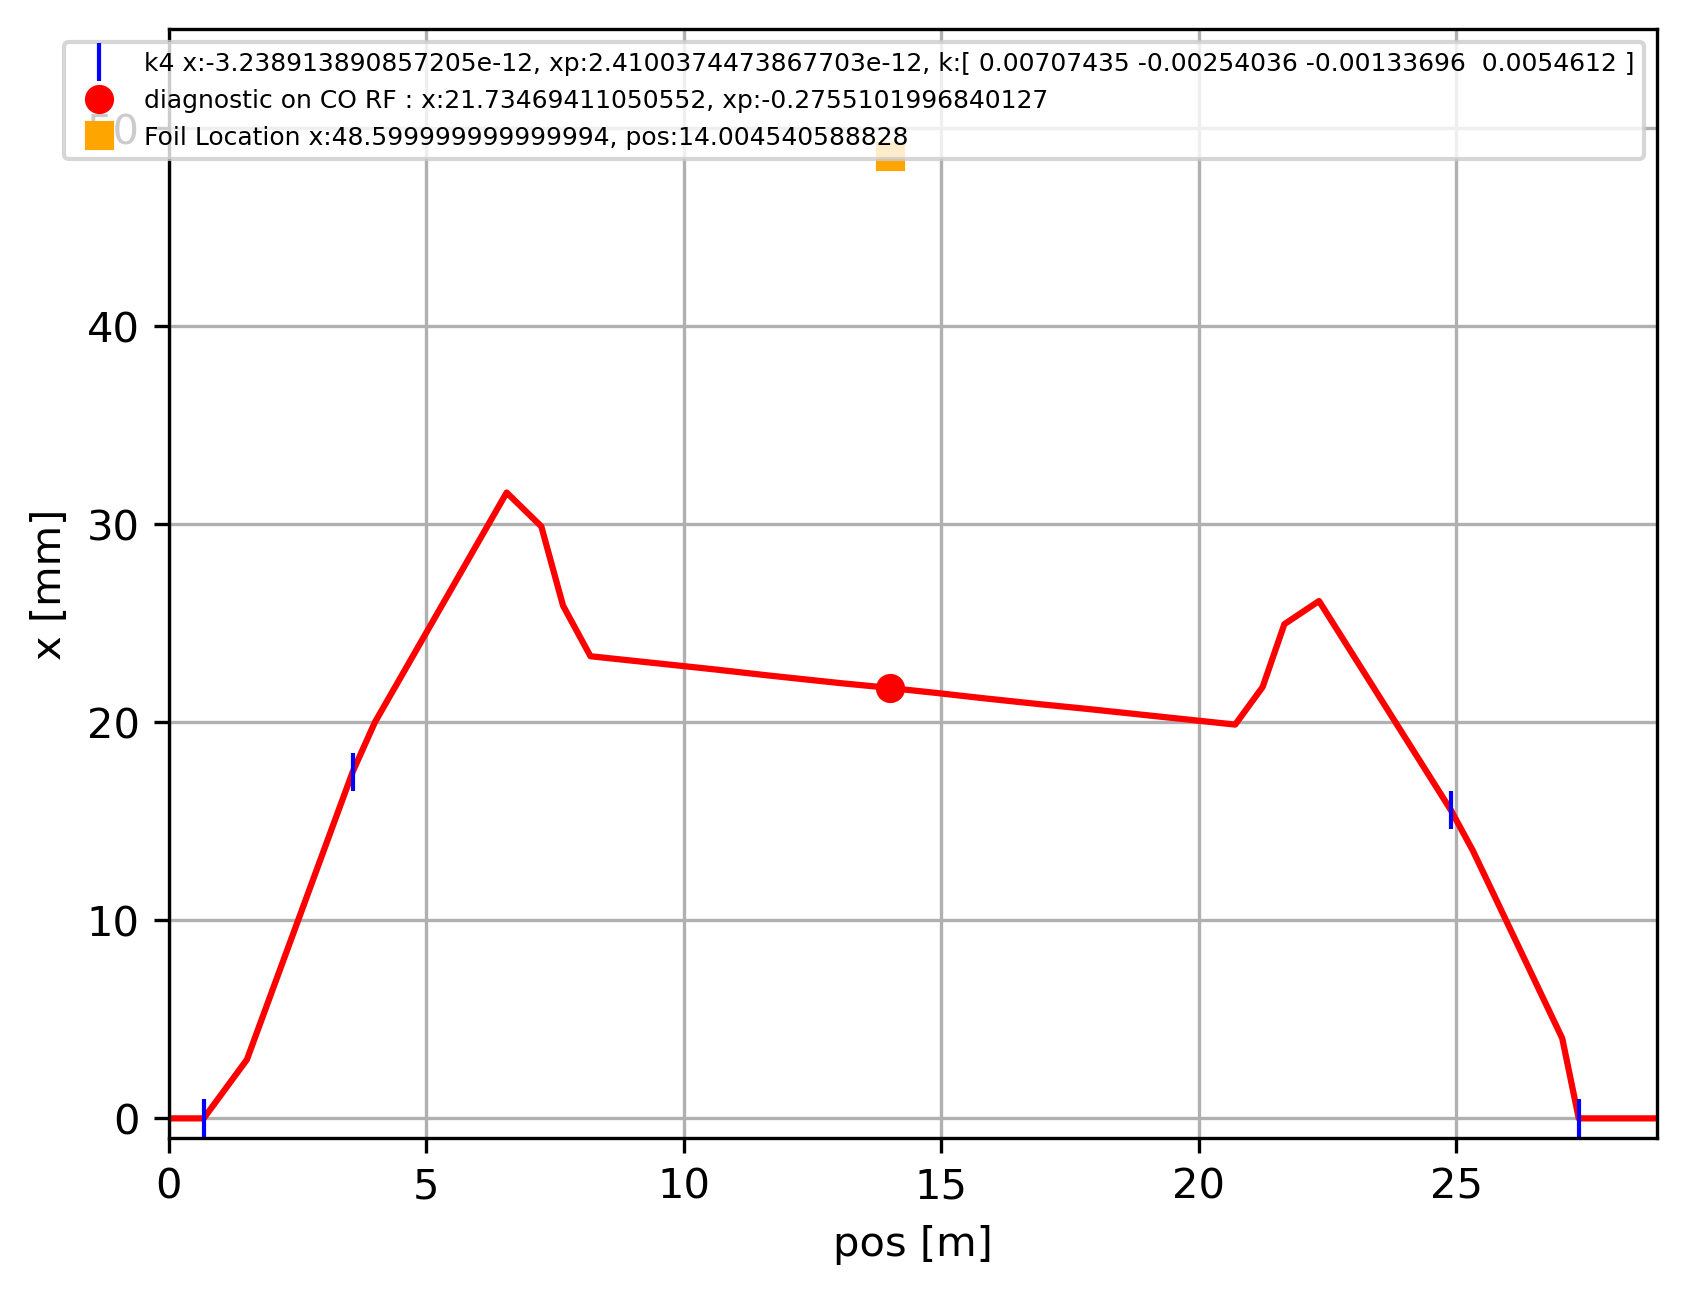 k4 x:-3.238913890857205e-12, xp:2.4100374473867703e-12, k:[ 0.00707435 -0.00254036 -0.00133696  0.0054612 ]
diagnostic on CO RF : x:21.73469411050552, xp:-0.2755101996840127
Foil Location x:48.599999999999994, pos:14.004540588828
50
40
30
20
10
0
x [mm]
0 5 10 15 20 25
pos [m]